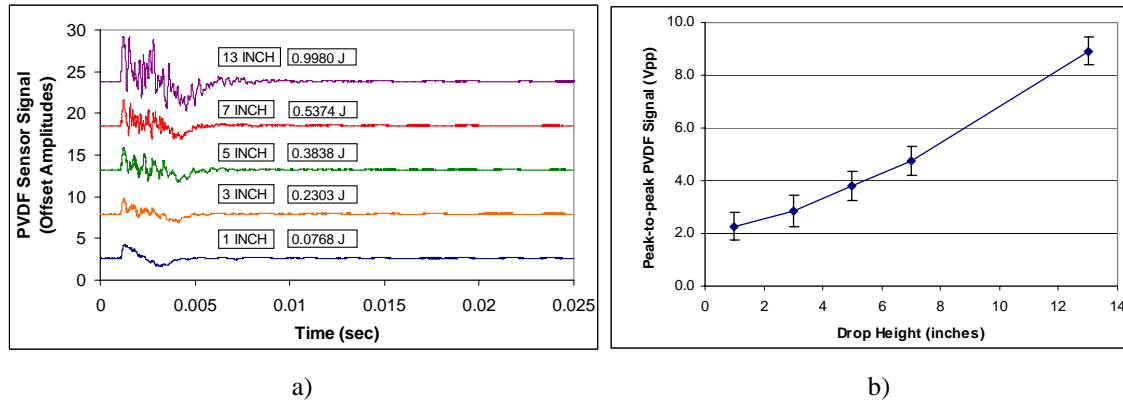 30
25
20
15
10
5
0
PVDF Sensor Signal
(Offset Amplitudes)
13 INCH 0.9980 J
7 INCH 0.5374 J
5 INCH 0.3838 J
3 INCH 0.2303 J
1 INCH 0.0768 J
0 0.005 0.01 0.015 0.02 0.025
Time (sec)
a)
10.0
8.0
6.0
4.0
2.0
0.0
Peak-to-peak PVDF Signal (Vpp)
0 2 4 6 8 10 12 14
Drop Height (inches)
b)